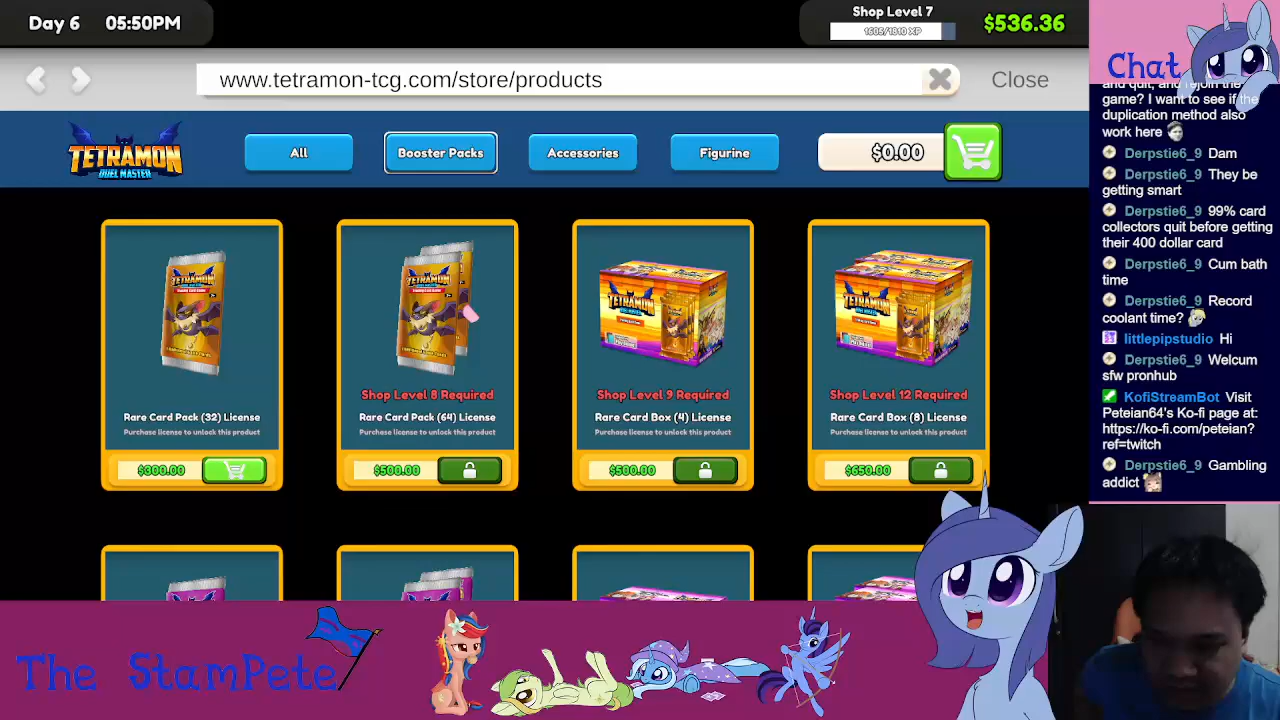 Day 6 05:50PM
Shop Level 7
1605/1810 XP
$536.36
www.tetramon-tcg.com/store/products
Close
TETRAMON
DUEL MASTER
All
Booster Packs
Accessories
Figurine
$0.00
TETRAMON
Rare Card Pack (32) License
Purchase license to unlock this product
$300.00
TETRAMON
Shop Level 8 Required
Rare Card Pack (64) License
Purchase license to unlock this product
$500.00
TETRAMON
Shop Level 9 Required
Rare Card Box (4) License
Purchase license to unlock this product
$500.00
TETRAMON
Shop Level 12 Required
Rare Card Box (8) License
Purchase license to unlock this product
$650.00
Chat
and quit, and rejoin the
game? I want to see if the
duplication method also
work here
Derpstie6_9 Dam
Derpstie6_9 They be
getting smart
Derpstie6_9 99% card
collectors quit before getting
their 400 dollar card
Derpstie6_9 Cum bath
time
Derpstie6_9 Record
coolant time?
littlepipstudio Hi
Derpstie6_9 Welcum
sfw pronhub
KofiStreamBot Visit
Peteian64's Ko-fi page at:
https://ko-fi.com/peteian?
ref=twitch
Derpstie6_9 Gambling
addict
The StamPete